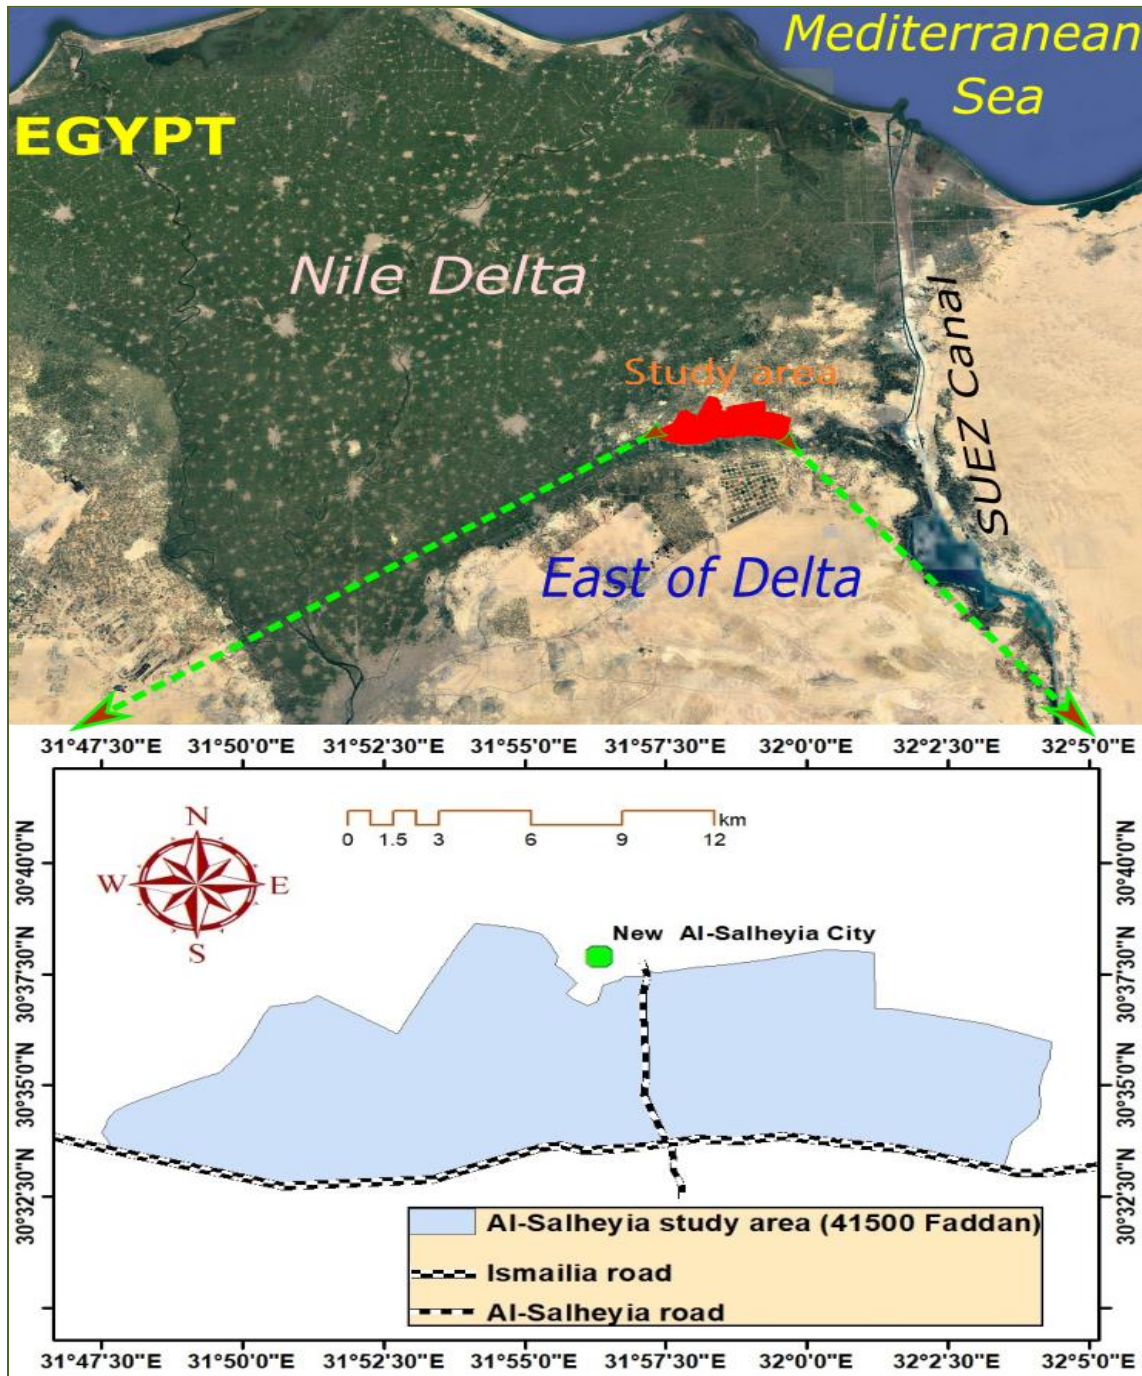 Mediterranean
Sea
EGYPT
Nile Delta
SUEZ Canal
Study area
East of Delta
31°47'30"E 31°50'0"E 31°52'30"E 31°55'0"E 31°57'30"E 32°0'0"E 32°2'30"E 32°5'0"E
N
W E
S
0 1.5 3 6 9 12 km
30°40'0"N 30°40'0"N
New Al-Salheyia City
30°37'30"N 30°37'30"N
30°35'0"N 30°35'0"N
30°32'30"N 30°32'30"N
Al-Salheyia study area (41500 Faddan)
Ismailia road
Al-Salheyia road
31°47'30"E 31°50'0"E 31°52'30"E 31°55'0"E 31°57'30"E 32°0'0"E 32°2'30"E 32°5'0"E